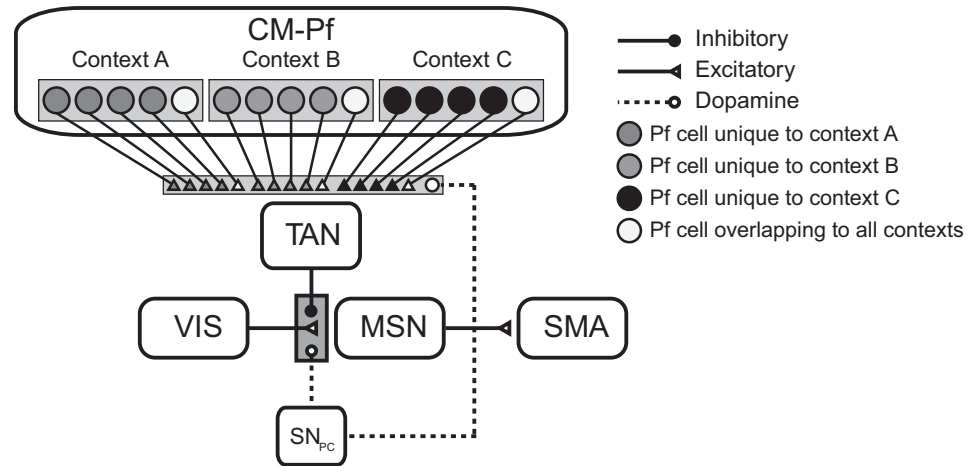 CM-Pf
Context A Context B Context C
TAN
VIS MSN SMA
SNPC
Inhibitory
Excitatory
Dopamine
Pf cell unique to context A
Pf cell unique to context B
Pf cell unique to context C
Pf cell overlapping to all contexts